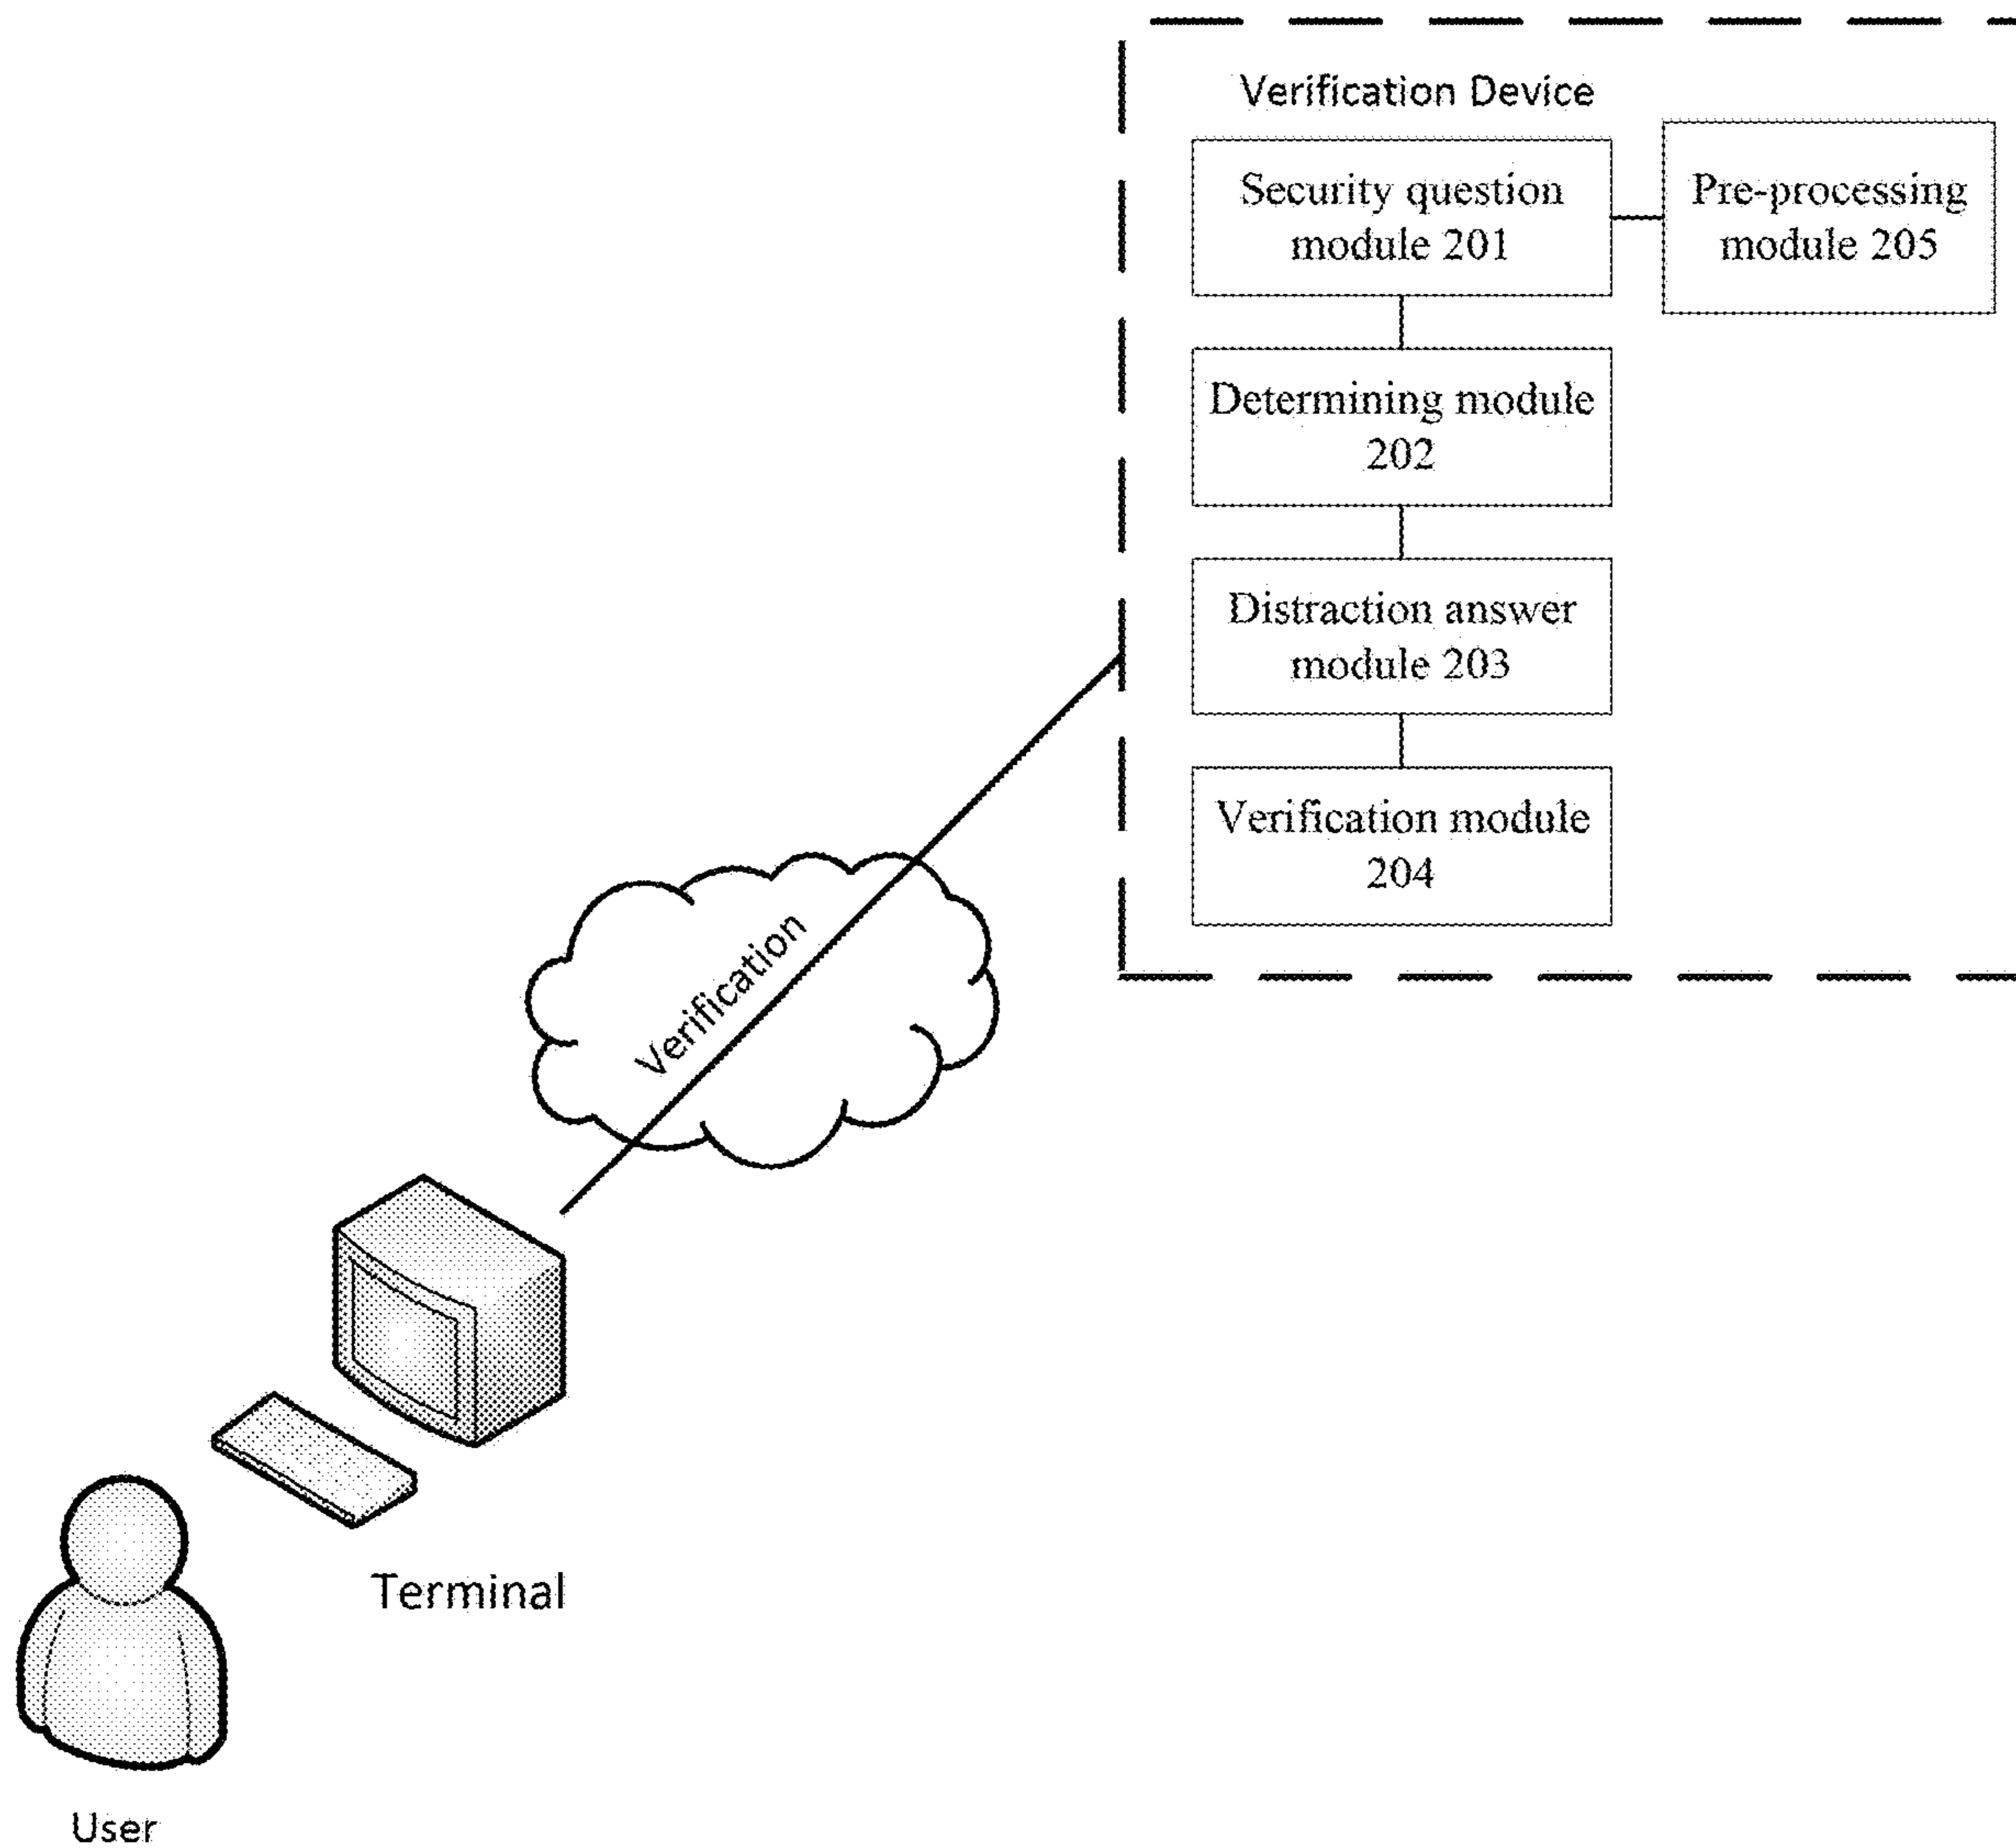 Verification Device
Security question
module 201
Pre-processing
module 205
Determining module
202
Distraction answer
module 203
Verification module
204
Verification
Terminal
User